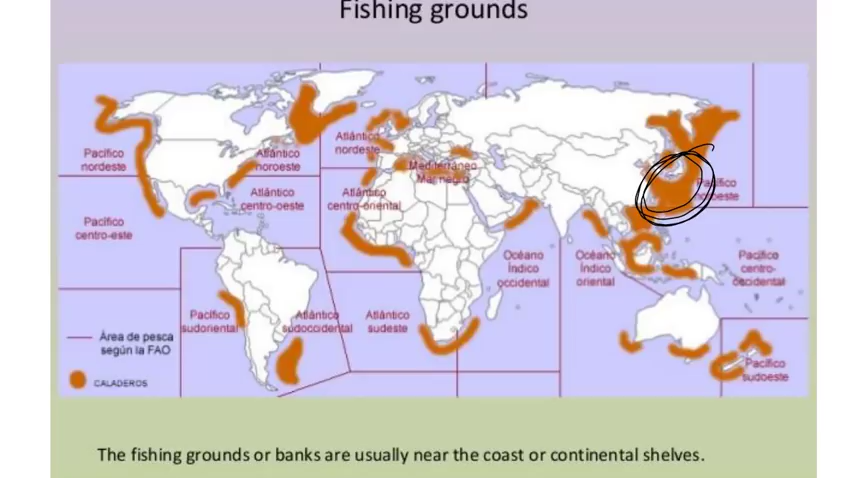 Fishing grounds
Pacífico
nordeste
Atlántico
noroeste
Atlántico
nordeste
Mediterráneo
Mar negro
Pacífico
noroeste
Pacífico
centro-este
Atlántico
centro-oeste
Atlántico
centro-oriental
Océano
Índico
occidental
Océano
Índico
oriental
Pacífico
centro-
occidental
Pacífico
sudoriental
Atlántico
sudoccidental
Atlántico
sudeste
Pacífico
sudoeste
Área de pesca
según la FAO
CALADEROS
The fishing grounds or banks are usually near the coast or continental shelves.